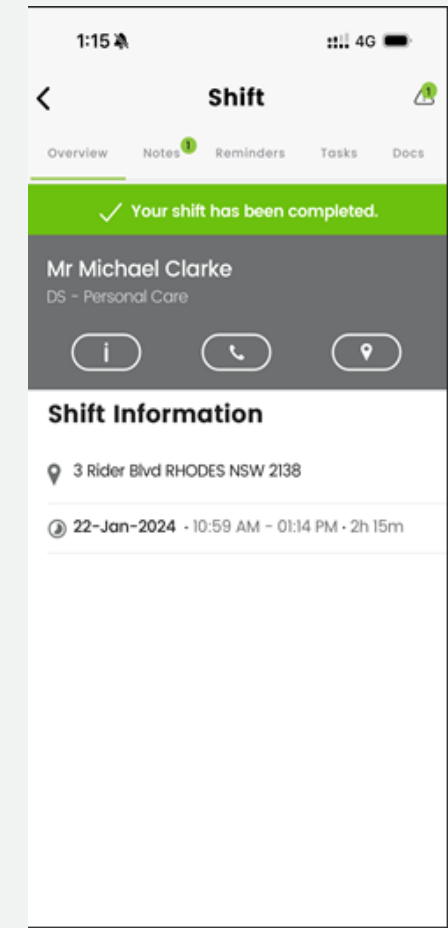 1:15 4G
Shift
1
Overview Notes 1 Reminders Tasks Docs
Your shift has been completed.
Mr Michael Clarke
DS - Personal Care
i
Shift Information
3 Rider Blvd RHODES NSW 2138
22-Jan-2024 • 10:59 AM - 01:14 PM • 2h 15m